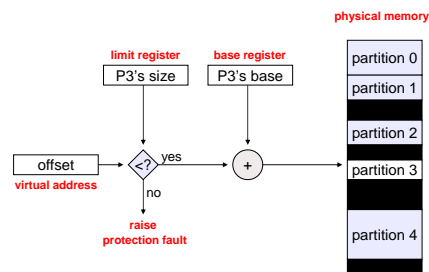 physical memory
limit register
base register
P3's size
P3's base
partition 0
partition 1
partition 2
partition 3
partition 4
offset
<?
yes
+
virtual address
no
raise
protection fault